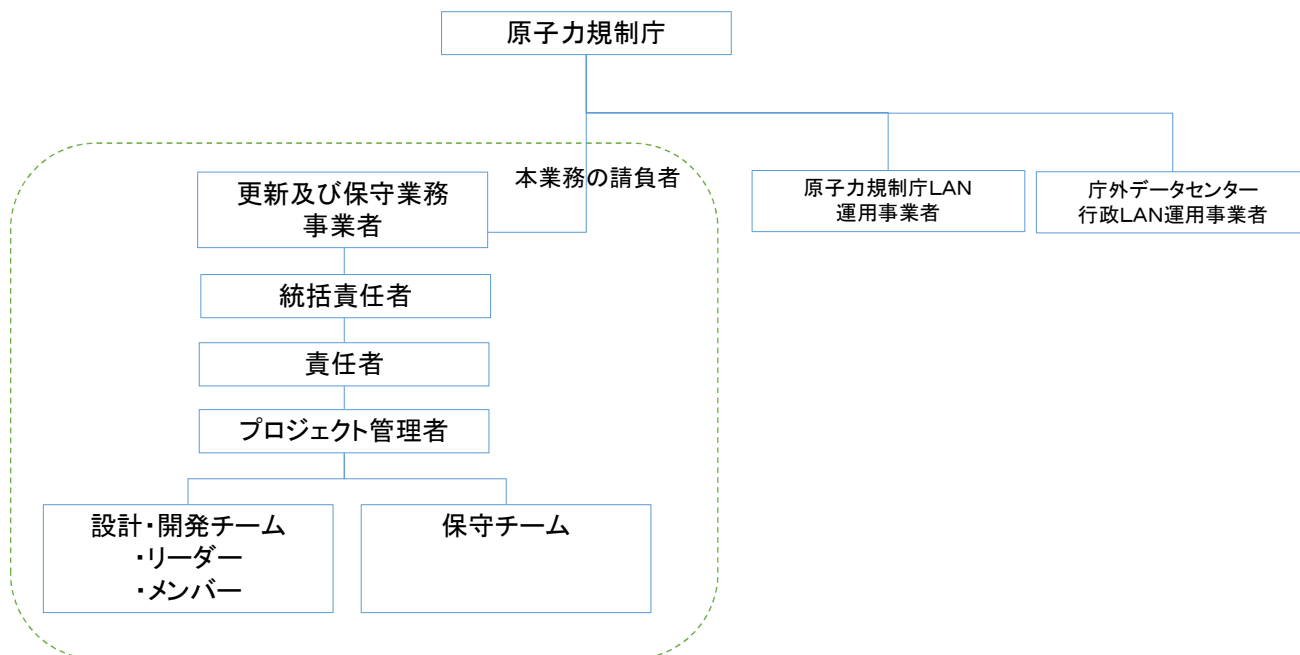 原子力規制庁
本業務の請負者
更新及び保守業務
事業者
原子力規制庁LAN
運用事業者
庁外データセンター
行政LAN運用事業者
統括責任者
責任者
プロジェクト管理者
設計・開発チーム
・リーダー
・メンバー
保守チーム